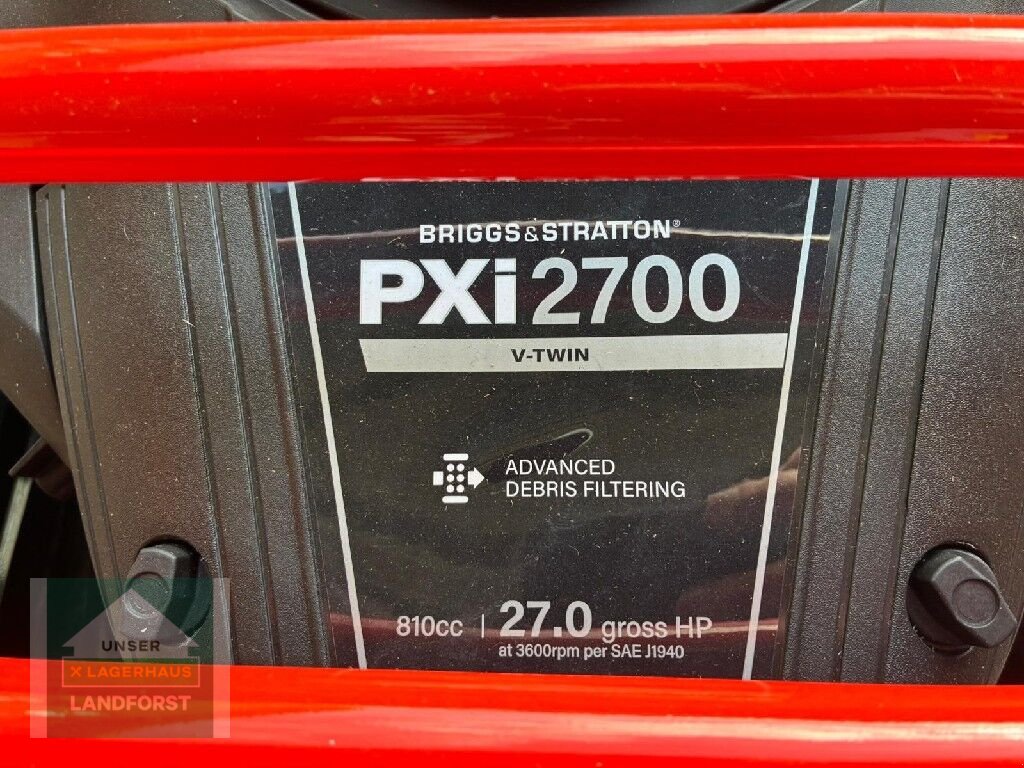 BRIGGS&STRATTON®
PXi2700
V-TWIN
ADVANCED
DEBRIS FILTERING
810cc | 27.0 gross HP
at 3600rpm per SAE J1940
UNSER
X LAGERHAUS
LANDFORST